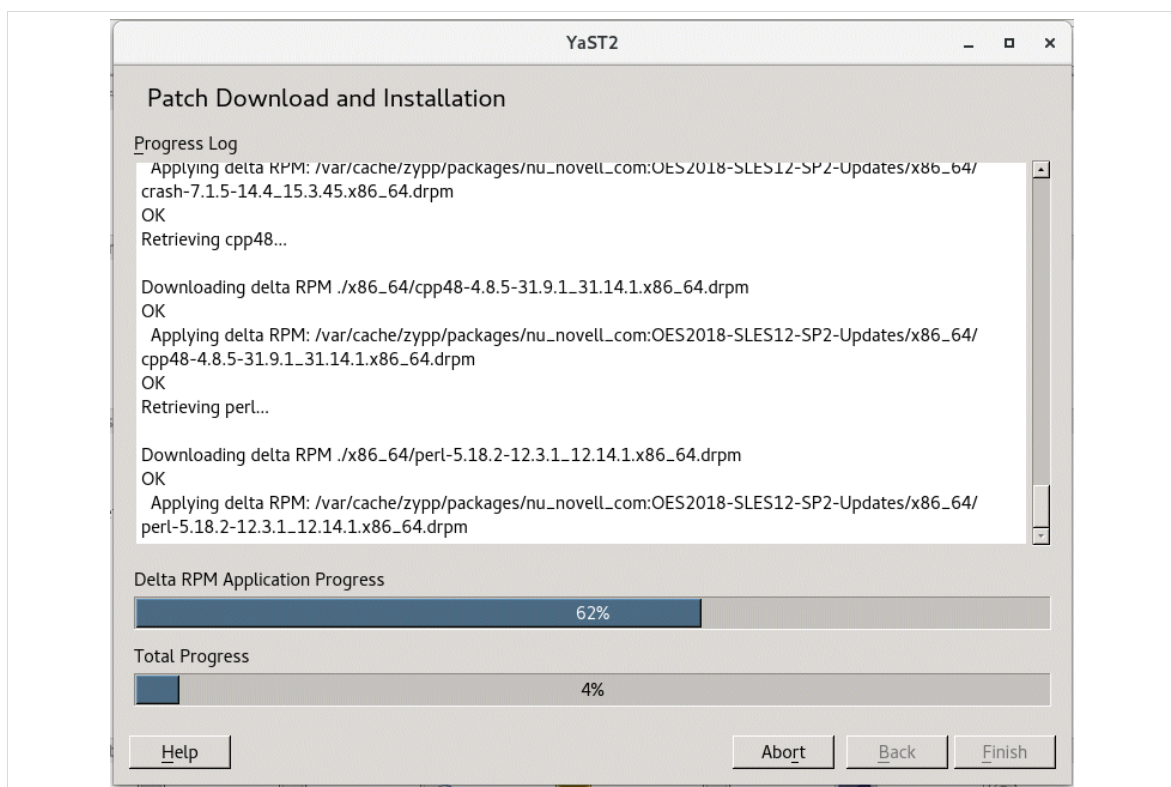 YaST2
Patch Download and Installation
Progress Log
Applying delta RPM: /var/cache/zypp/packages/nu_novell_com:OES2018-SLES12-SP2-Updates/x86_64/
crash-7.1.5-14.4_15.3.45.x86_64.drpm
OK
Retrieving cpp48...
Downloading delta RPM ./x86_64/cpp48-4.8.5-31.9.1_31.14.1.x86_64.drpm
OK
Applying delta RPM: /var/cache/zypp/packages/nu_novell_com:OES2018-SLES12-SP2-Updates/x86_64/
cpp48-4.8.5-31.9.1_31.14.1.x86_64.drpm
OK
Retrieving perl...
Downloading delta RPM ./x86_64/perl-5.18.2-12.3.1_12.14.1.x86_64.drpm
OK
Applying delta RPM: /var/cache/zypp/packages/nu_novell_com:OES2018-SLES12-SP2-Updates/x86_64/
perl-5.18.2-12.3.1_12.14.1.x86_64.drpm
Delta RPM Application Progress
62%
Total Progress
4%
Help Abort Back Finish